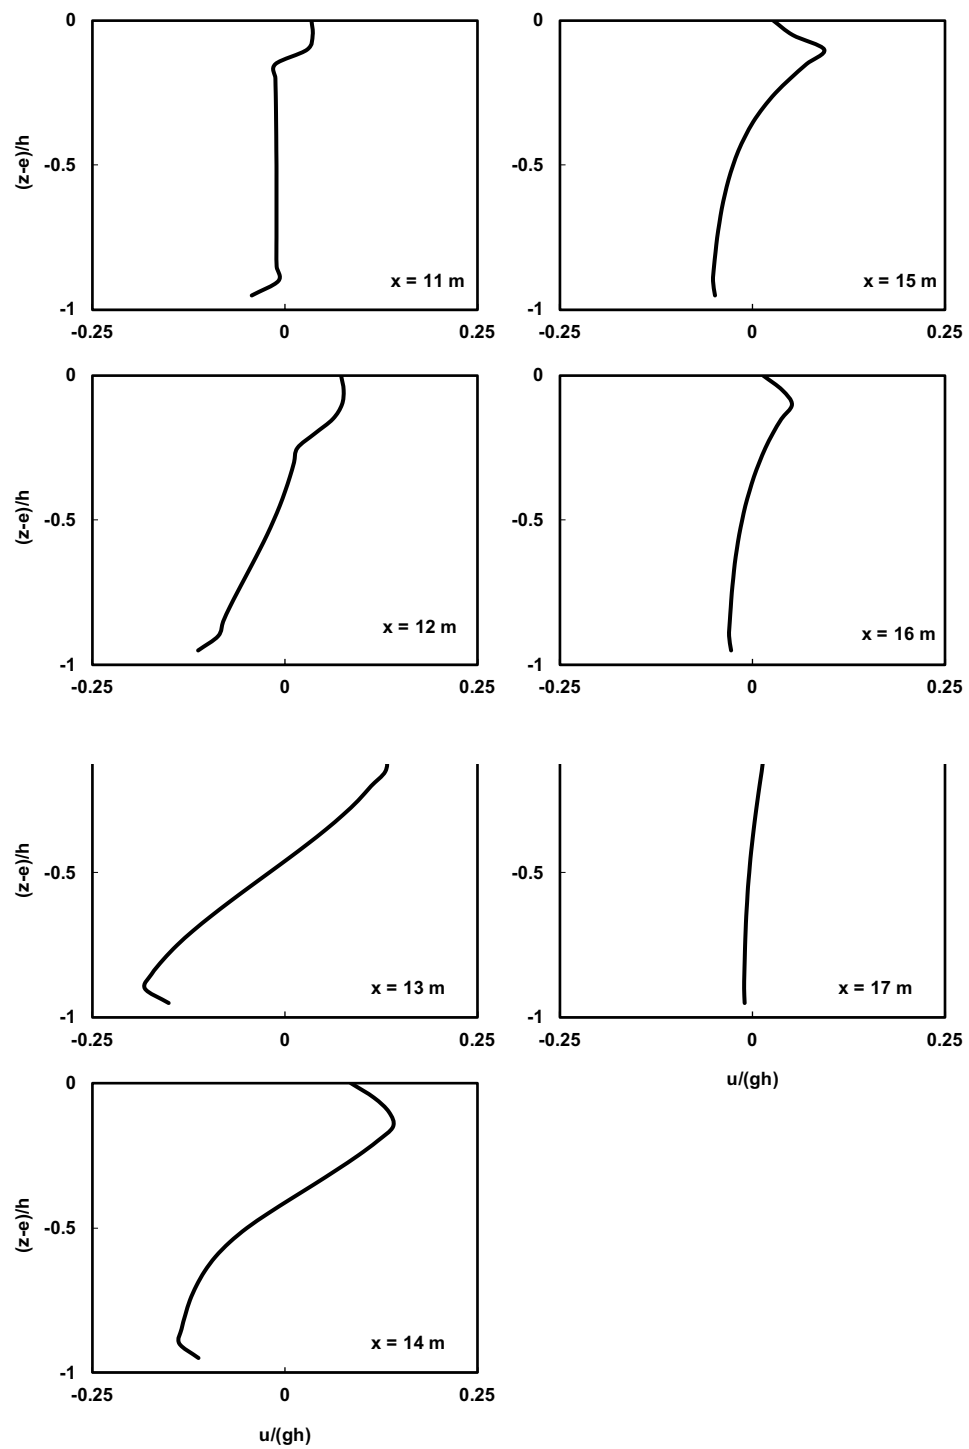 0
(z-e)/h
-0.5
x = 11 m
-1
-0.25 0 0.25
0
-0.5
x = 15 m
-1
-0.25 0 0.25
0
(z-e)/h
-0.5
x = 12 m
-1
-0.25 0 0.25
0
-0.5
x = 16 m
-1
-0.25 0 0.25
(z-e)/h
-0.5
x = 13 m
-1
-0.25 0 0.25
-0.5
x = 17 m
-1
-0.25 0 0.25
u/(gh)
0
(z-e)/h
-0.5
x = 14 m
-1
-0.25 0 0.25
u/(gh)